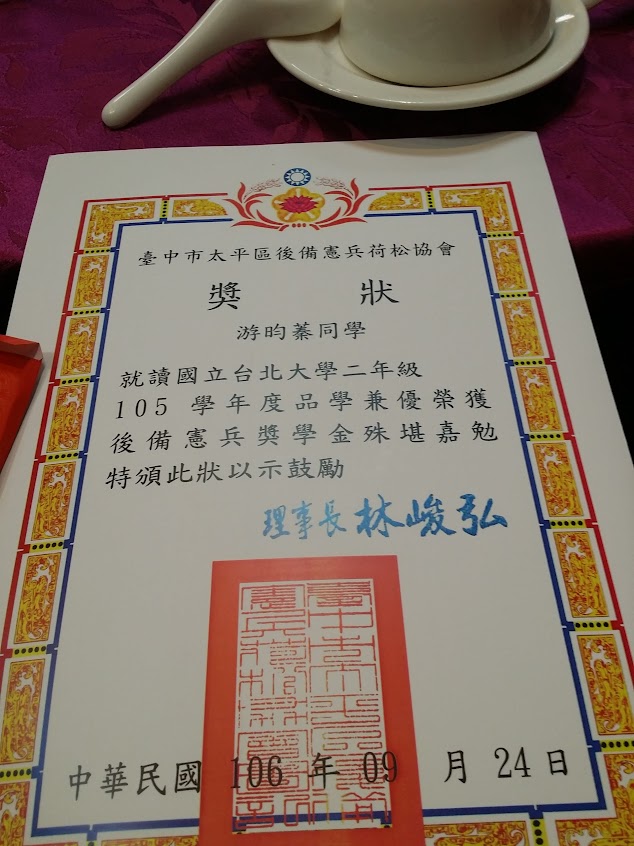 臺中市太平區後備憲兵荷松協會
獎狀
游昀蓁同學
就讀國立台北大學二年級
105 學年度品學兼優榮獲
後備憲兵獎學金殊堪嘉勉
特頒此狀以示鼓勵
理事長 林峻弘
中華民國 106 年 09 月 24 日